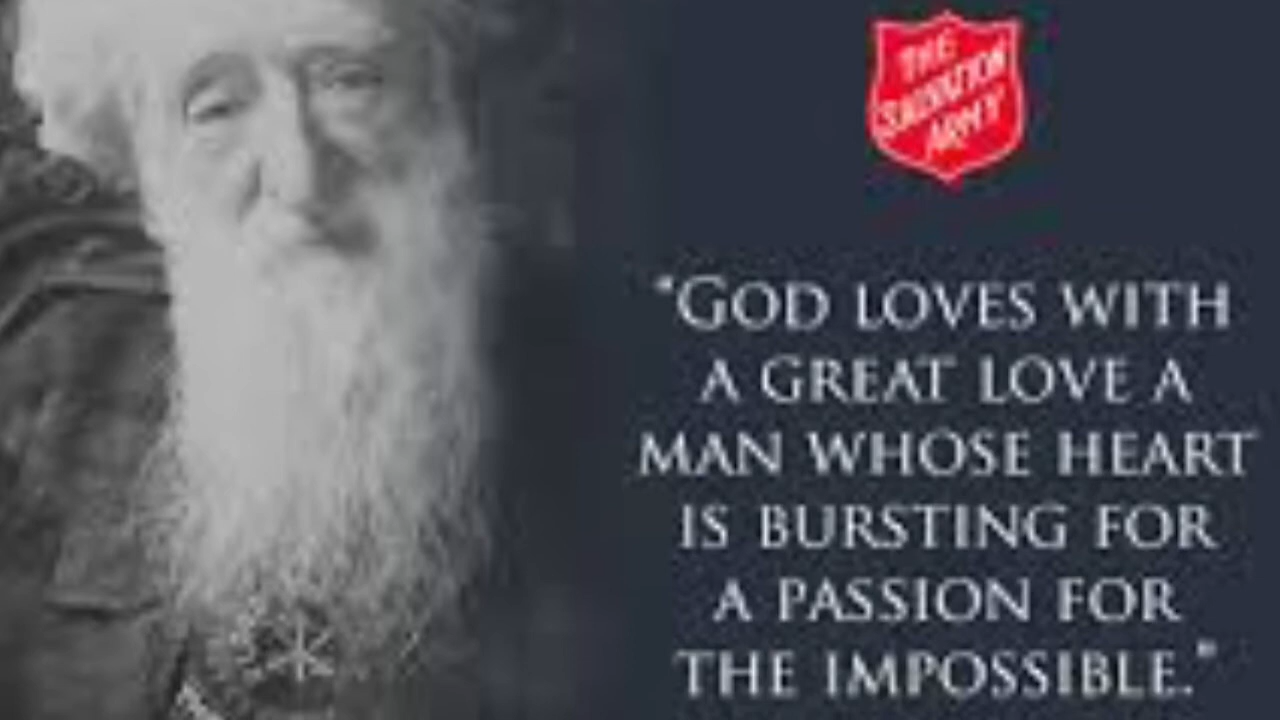 THE
SALVATION
ARMY
"GOD LOVES WITH
A GREAT LOVE A
MAN WHOSE HEART
IS BURSTING FOR
A PASSION FOR
THE IMPOSSIBLE."